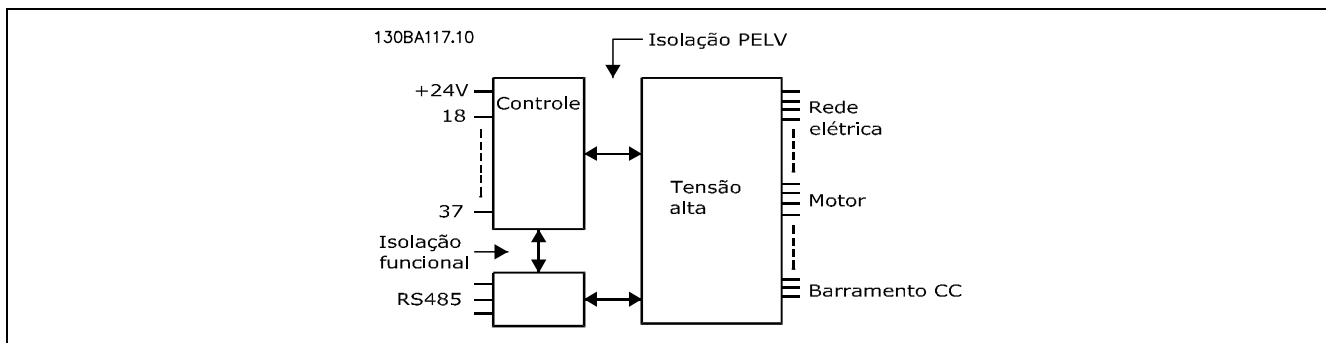 130BA117.10
Isolação PELV
+24V
18
37
Controle
Isolação
funcional
RS485
Tensão
alta
Rede
elétrica
Motor
Barramento CC